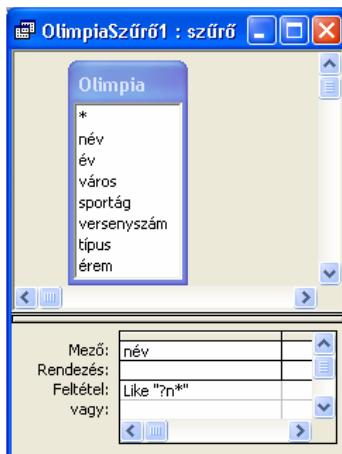 OlimpiaSzűrő1 : szűrő
Olimpia
*
név
év
város
sportág
versenyszám
típus
érem
Mező: név
Rendezés:
Feltétel: Like "?n*"
vagy: